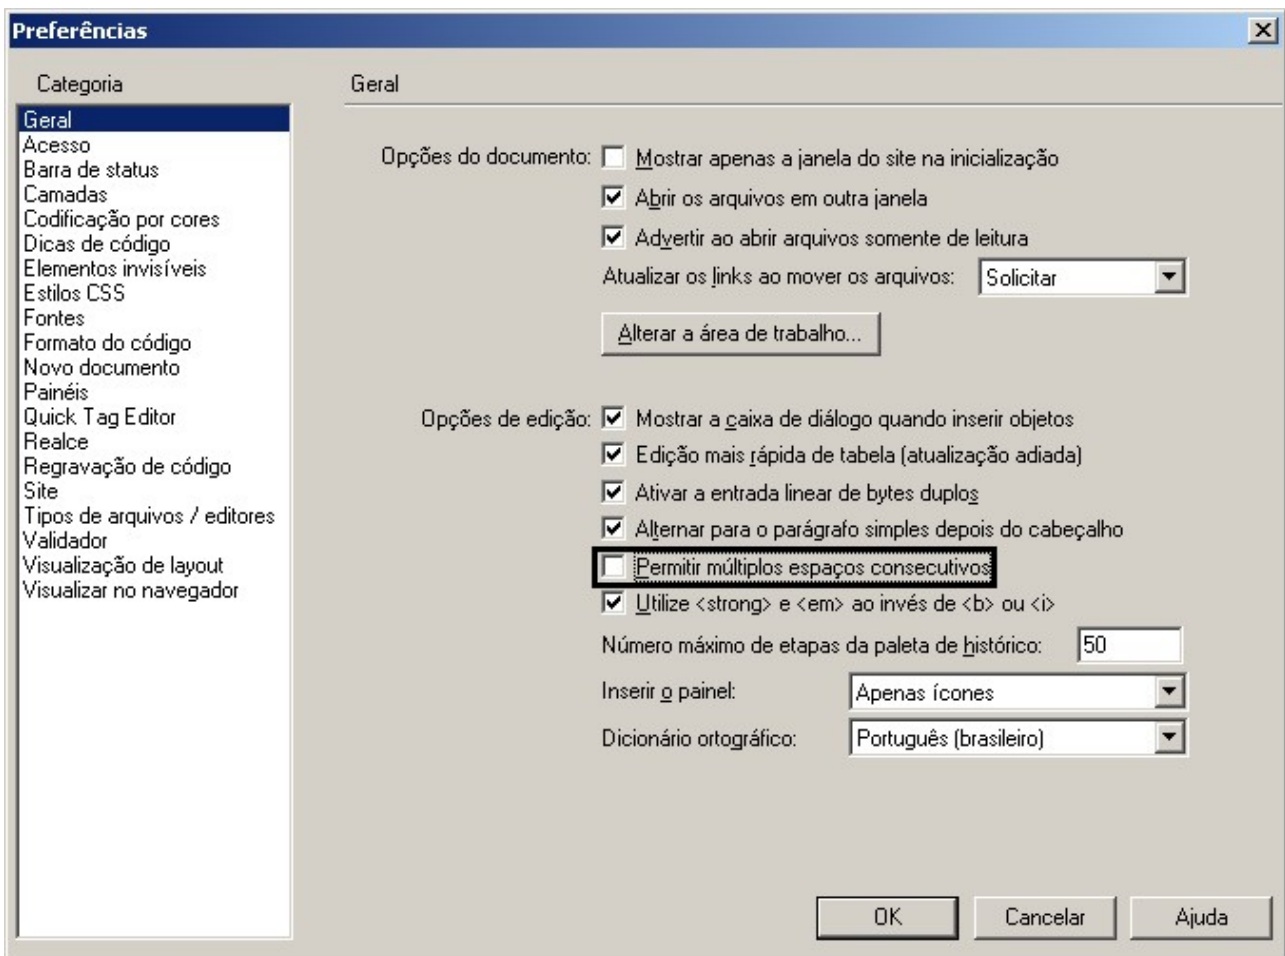 Preferências
Categoria
Geral
Acesso
Barra de status
Camadas
Codificação por cores
Dicas de código
Elementos invisíveis
Estilos CSS
Fontes
Formato do código
Novo documento
Painéis
Quick Tag Editor
Realce
Regravação de código
Site
Tipos de arquivos / editores
Validador
Visualização de layout
Visualizar no navegador
Geral
Opções do documento: Mostrar apenas a janela do site na inicialização
Abrir os arquivos em outra janela
Advertir ao abrir arquivos somente de leitura
Atualizar os links ao mover os arquivos: Solicitar
Alterar a área de trabalho...
Opções de edição: Mostrar a caixa de diálogo quando inserir objetos
Edição mais rápida de tabela (atualização adiada)
Ativar a entrada linear de bytes duplos
Alternar para o parágrafo simples depois do cabeçalho
Permitir múltiplos espaços consecutivos
Utilize <strong> e <em> ao invés de <b> ou <i>
Número máximo de etapas da paleta de histórico: 50
Inserir o painel: Apenas ícones
Dicionário ortográfico: Português (brasileiro)
OK Cancelar Ajuda